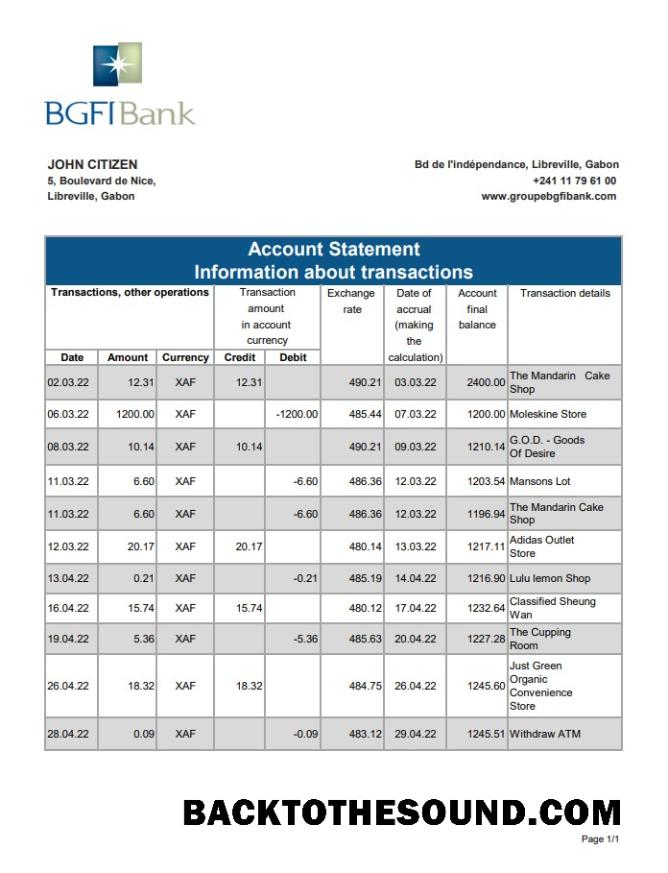 BGFIBank
JOHN CITIZEN
5, Boulevard de Nice,
Libreville, Gabon
Bd de l'indépendance, Libreville, Gabon
+241 11 79 61 00
www.groupebgfibank.com
Account Statement
Information about transactions
Transactions, other operations
Transaction
amount
in account
currency
Exchange
rate
Date of
accrual
(making
the
calculation)
Account
final
balance
Transaction details
Date Amount Currency Credit Debit
02.03.22 12.31 XAF 12.31 490.21 03.03.22 2400.00 The Mandarin Cake
Shop
06.03.22 1200.00 XAF -1200.00 485.44 07.03.22 1200.00 Moleskine Store
08.03.22 10.14 XAF 10.14 490.21 09.03.22 1210.14 G.O.D. - Goods
Of Desire
11.03.22 6.60 XAF -6.60 486.36 12.03.22 1203.54 Mansons Lot
11.03.22 6.60 XAF -6.60 486.36 12.03.22 1196.94 The Mandarin Cake
Shop
12.03.22 20.17 XAF 20.17 480.14 13.03.22 1217.11 Adidas Outlet
Store
13.04.22 0.21 XAF -0.21 485.19 14.04.22 1216.90 Lulu lemon Shop
16.04.22 15.74 XAF 15.74 480.12 17.04.22 1232.64 Classified Sheung
Wan
19.04.22 5.36 XAF -5.36 485.63 20.04.22 1227.28 The Cupping
Room
26.04.22 18.32 XAF 18.32 484.75 26.04.22 1245.60 Just Green
Organic
Convenience
Store
28.04.22 0.09 XAF -0.09 483.12 29.04.22 1245.51 Withdraw ATM
BACKTOTHESOUND.COM
Page 1/1